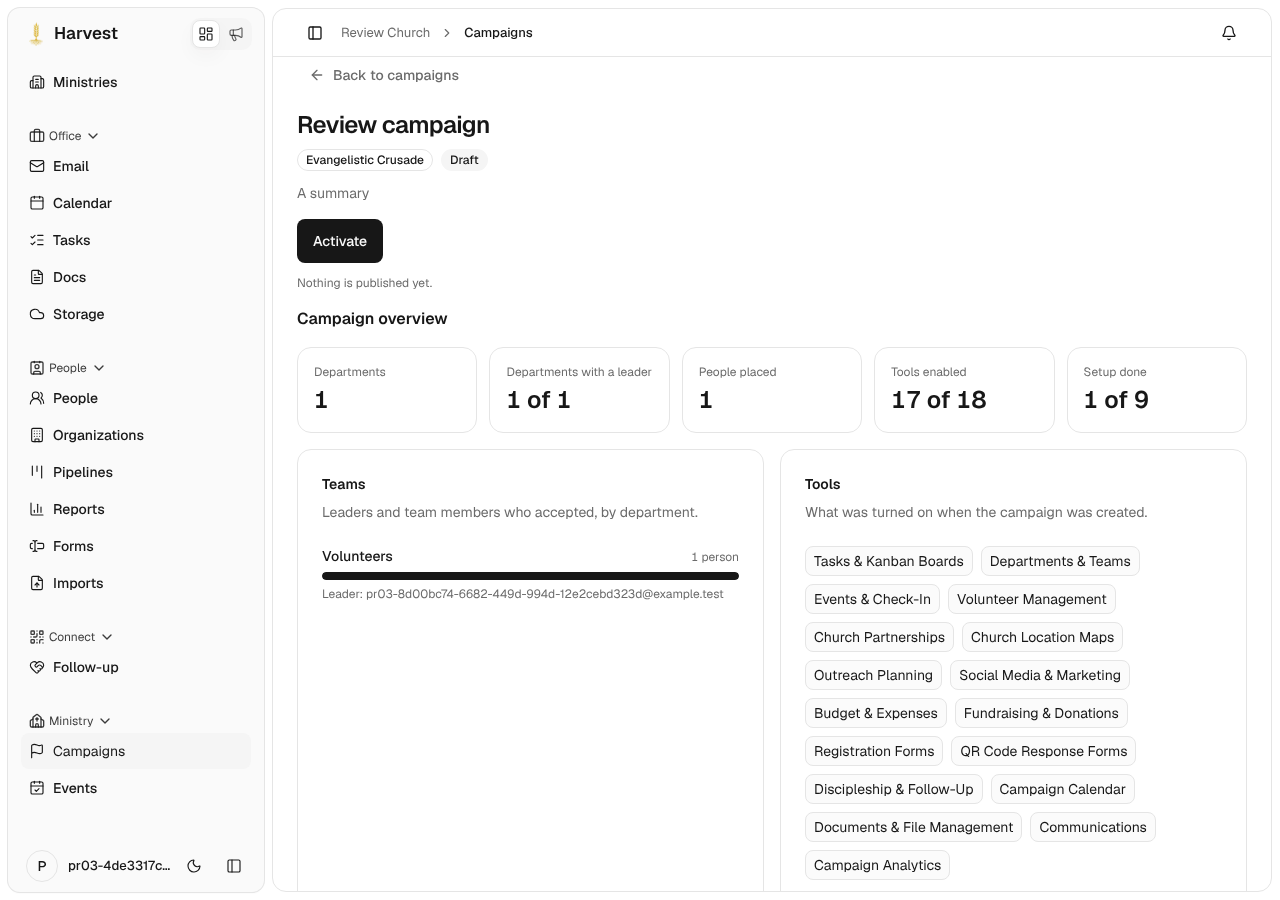 Harvest
Ministries
Office
Email
Calendar
Tasks
Docs
Storage
People
People
Organizations
Pipelines
Reports
Forms
Imports
Connect
Follow-up
Ministry
Campaigns
Events
P pr03-4de3317c...
Review Church > Campaigns
Back to campaigns
Review campaign
Evangelistic Crusade Draft
A summary
Activate
Nothing is published yet.
Campaign overview
Departments
1
Departments with a leader
1 of 1
People placed
1
Tools enabled
17 of 18
Setup done
1 of 9
Teams
Leaders and team members who accepted, by department.
Volunteers 1 person
Leader: pr03-8d00bc74-6682-449d-994d-12e2cebd323d@example.test
Tools
What was turned on when the campaign was created.
Tasks & Kanban Boards Departments & Teams
Events & Check-In Volunteer Management
Church Partnerships Church Location Maps
Outreach Planning Social Media & Marketing
Budget & Expenses Fundraising & Donations
Registration Forms QR Code Response Forms
Discipleship & Follow-Up Campaign Calendar
Documents & File Management Communications
Campaign Analytics